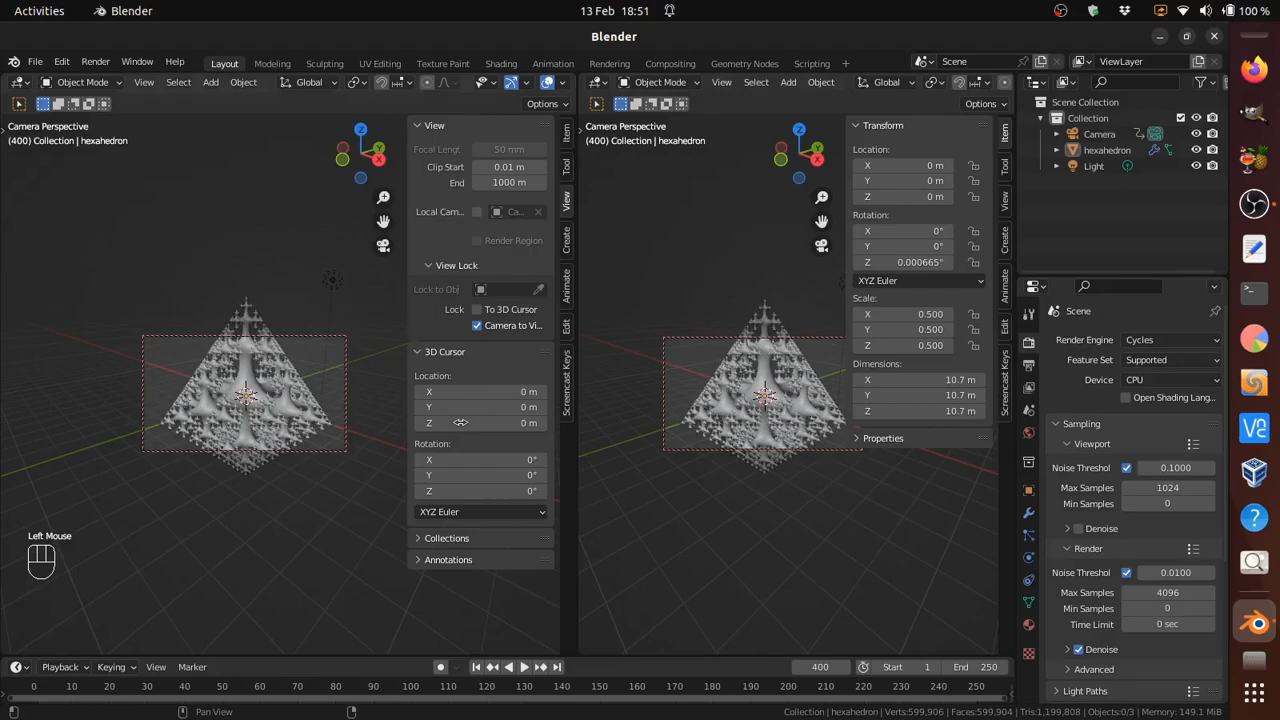 Activities
Blender
13 Feb 18:51
100 %
Blender
File Edit Render Window Help
Layout Modeling Sculpting UV Editing Texture Paint Shading Animation Rendering Compositing Geometry Nodes Scripting +
Scene
ViewLayer
Object Mode View Select Add Object Global
Options
Camera Perspective
(400) Collection | hexahedron
Z
Y
X
View
Focal Lengt 50 mm
Clip Start 0.01 m
End 1000 m
Local Cam... Ca...
Render Region
View Lock
Lock to Obj
Lock To 3D Cursor
Camera to Vi...
3D Cursor
Location:
X 0 m
Y 0 m
Z 0 m
Rotation:
X 0°
Y 0°
Z 0°
XYZ Euler
Collections
Annotations
Item
Tool
View
Create
Animate
Edit
Screencast Keys
Left Mouse
Object Mode View Select Add Object Global
Options
Camera Perspective
(400) Collection | hexahedron
Z
Y
X
Transform
Location:
X 0 m
Y 0 m
Z 0 m
Rotation:
X 0°
Y 0°
Z 0.000665°
XYZ Euler
Scale:
X 0.500
Y 0.500
Z 0.500
Dimensions:
X 10.7 m
Y 10.7 m
Z 10.7 m
Properties
Item
Tool
View
Create
Animate
Edit
Screencast Keys
Scene Collection
Collection
Camera
hexahedron
Light
Scene
Render Engine Cycles
Feature Set Supported
Device CPU
Open Shading Lang...
Sampling
Viewport
Noise Threshol 0.1000
Max Samples 1024
Min Samples 0
Denoise
Render
Noise Threshol 0.0100
Max Samples 4096
Min Samples 0
Time Limit 0 sec
Denoise
Advanced
Light Paths
Playback Keying View Marker
400 Start 1 End 250
0 10 20 30 40 50 60 70 80 90 100 110 120 130 140 150 160 170 180 190 200 210 220 230 240 250
Pan View
Collection | hexahedron | Verts:599,906 | Faces:599,904 | Tris:1,199,808 | Objects:0/3 | Memory: 149.1 MiB